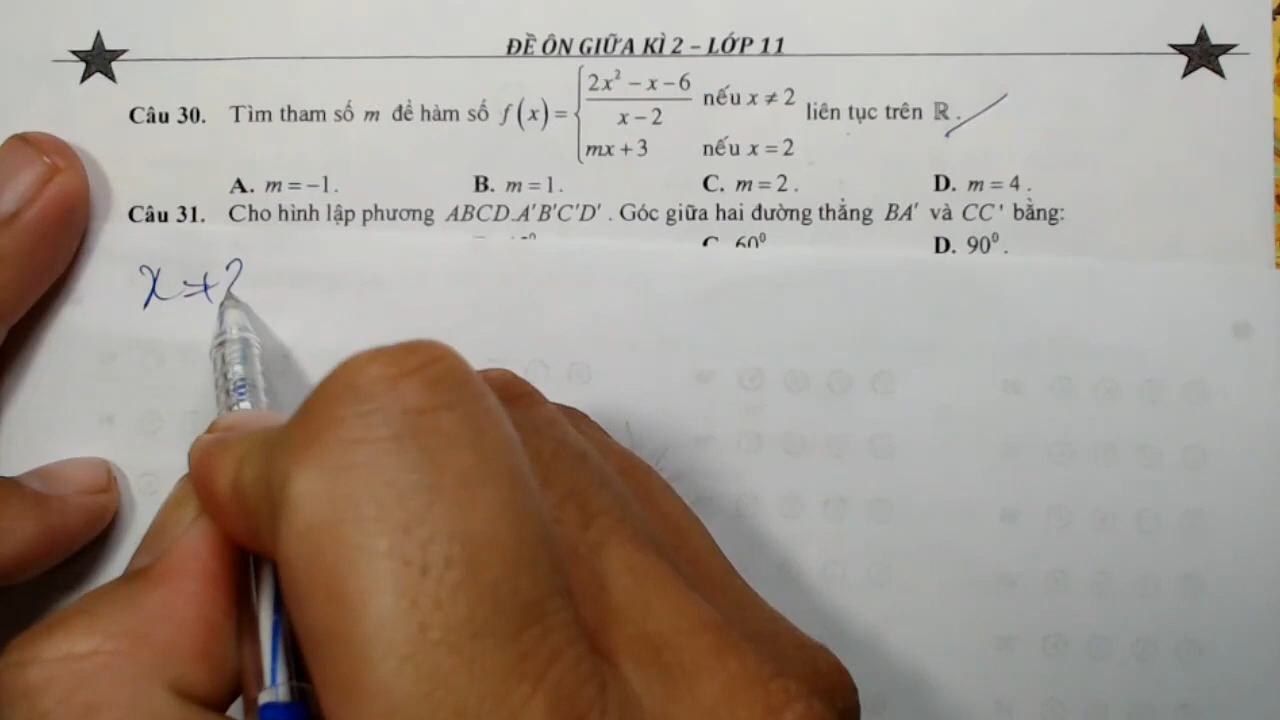 ĐỀ ÔN GIỮA KÌ 2 – LỚP 11
Câu 30. Tìm tham số m để hàm số f(x) = { (2x² − x − 6)/(x − 2) nếu x ≠ 2 liên tục trên ℝ.
mx + 3 nếu x = 2
A. m = −1. B. m = 1. C. m = 2. D. m = 4.
Câu 31. Cho hình lập phương ABCD.A'B'C'D'. Góc giữa hai đường thẳng BA' và CC' bằng:
C. 60⁰ D. 90⁰.
x ≠ 2